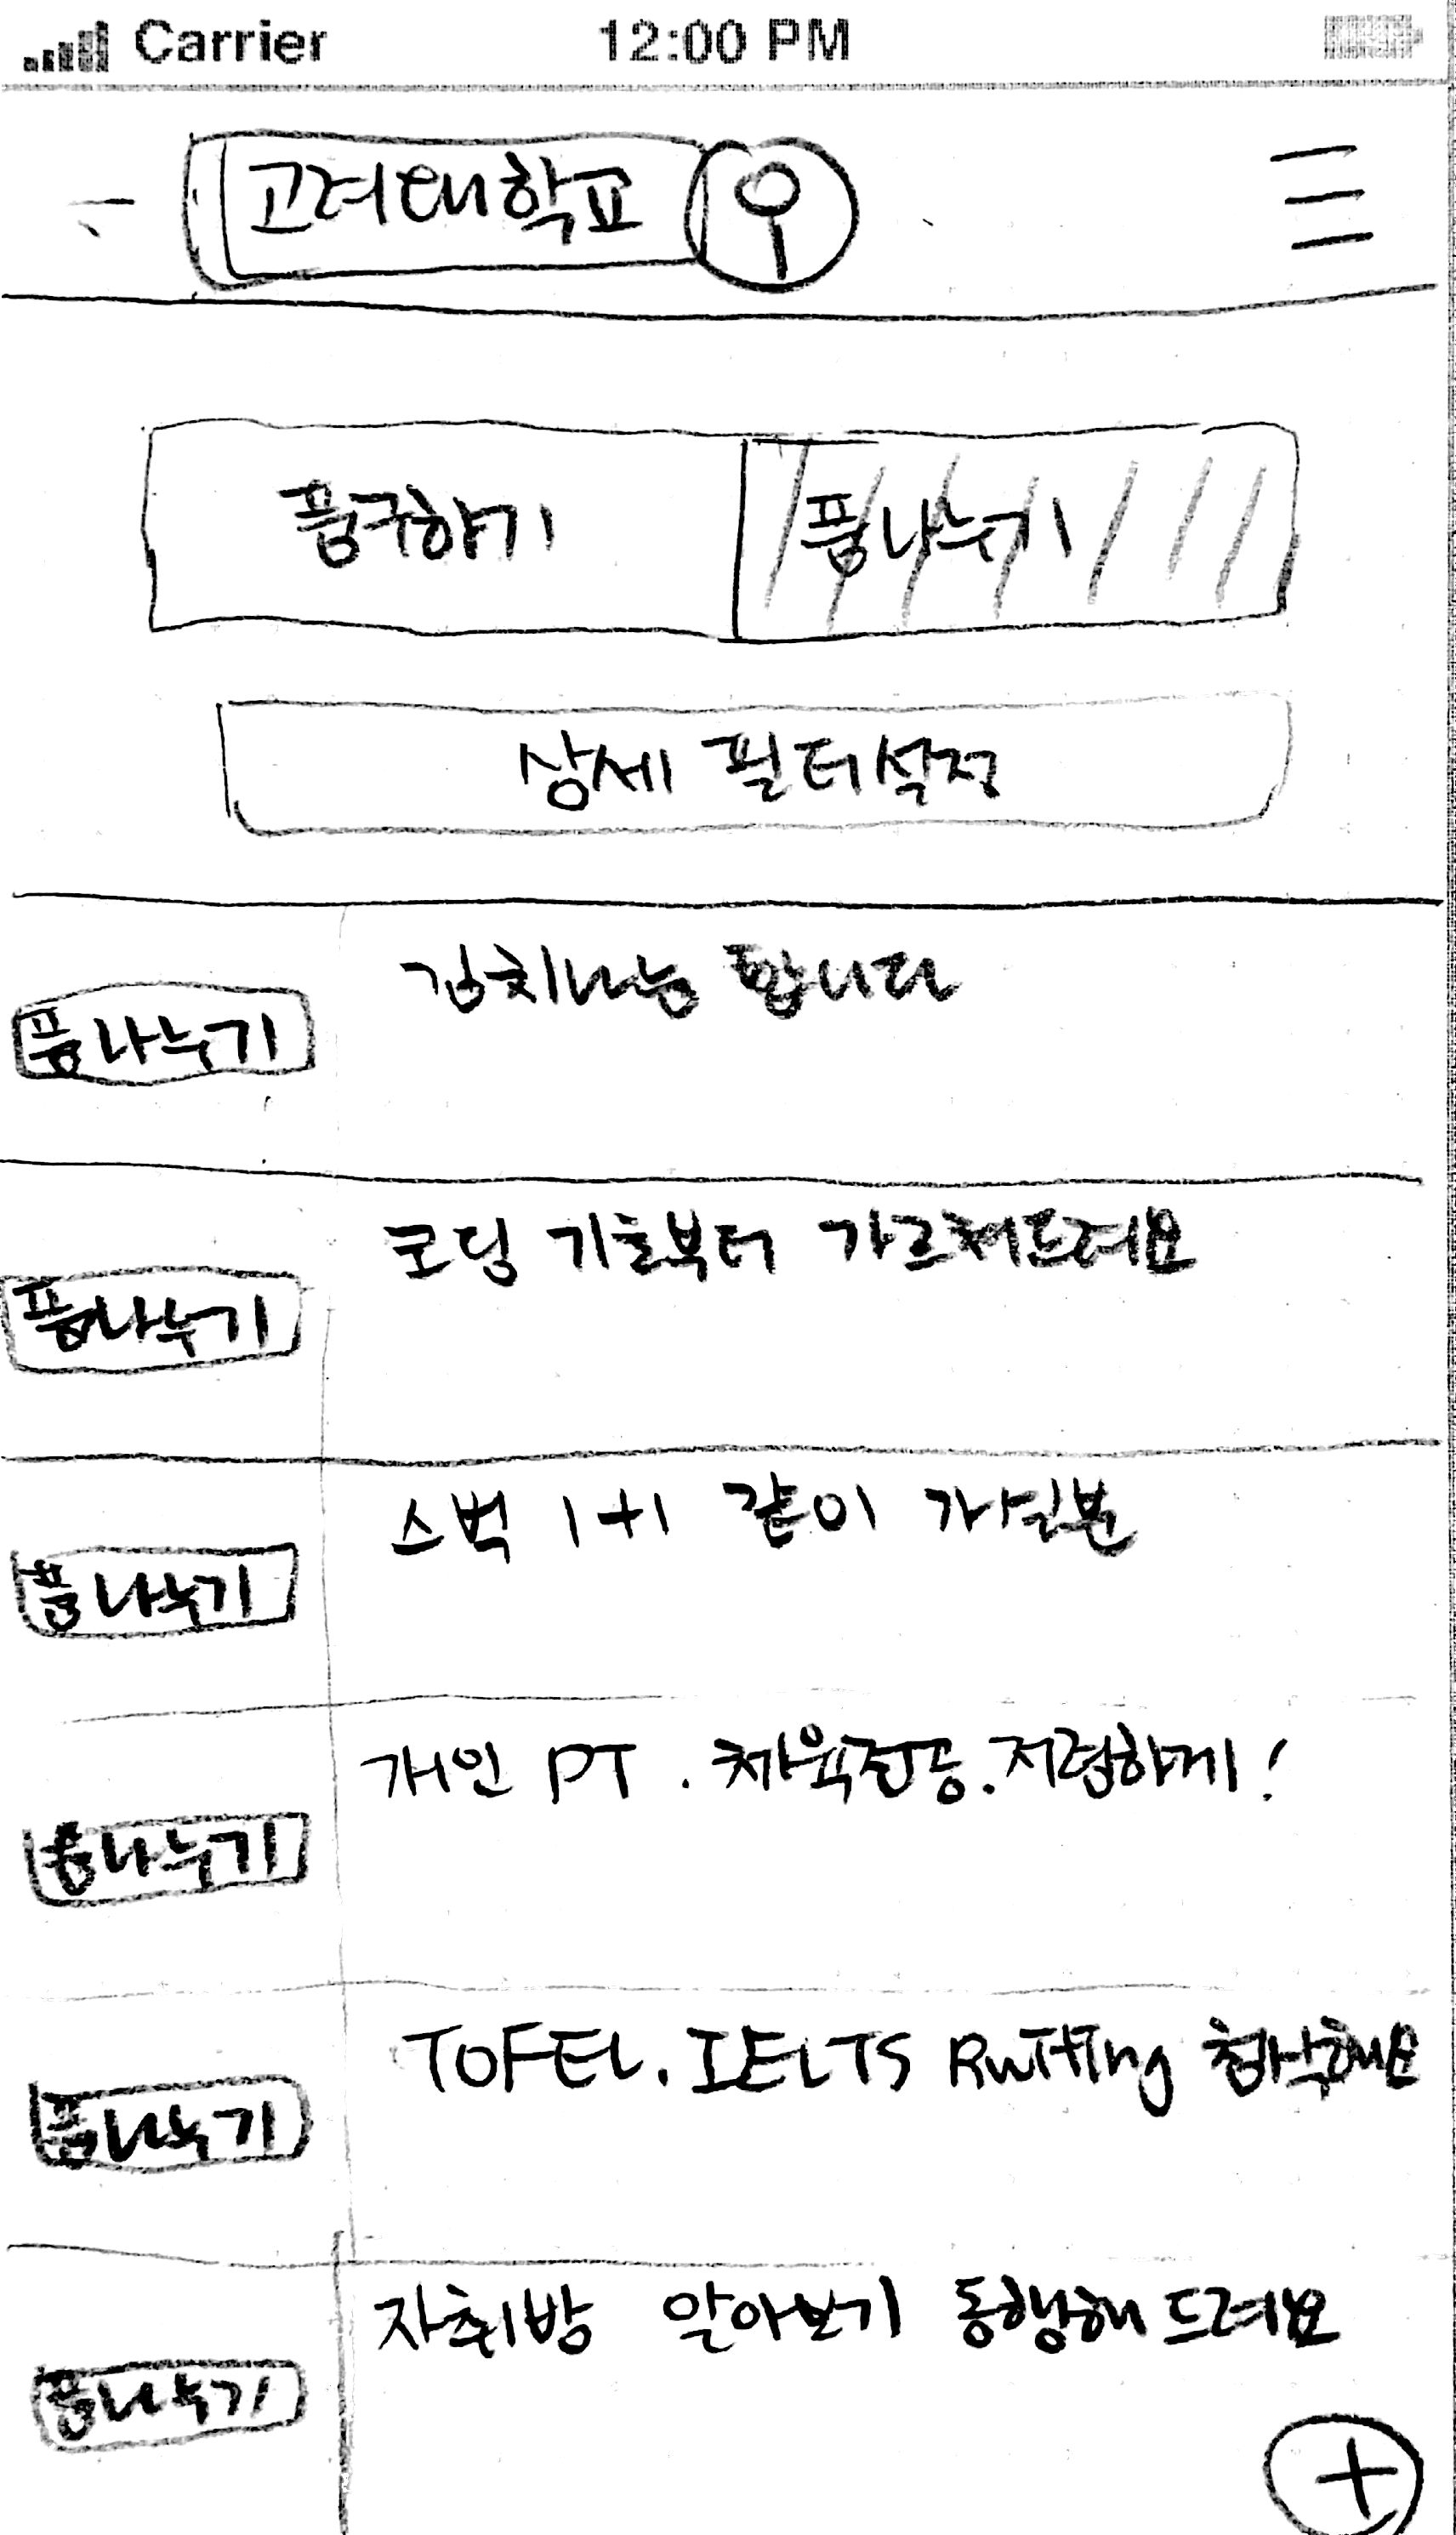 Carrier 12:00 PM
고려대학교
품구하기 품나누기
상세 필터설정
김치나눔 합니다
품나누기
코딩 기초부터 가르쳐드려요
품나누기
스벅 1+1 같이 가실분
품나누기
개인 PT . 체육전공. 저렴하게!
품나누기
TOFEL. IELTS Rwitting 첨삭해요
품나누기
자취방 알아보기 동행해 드려요
품나누기
+